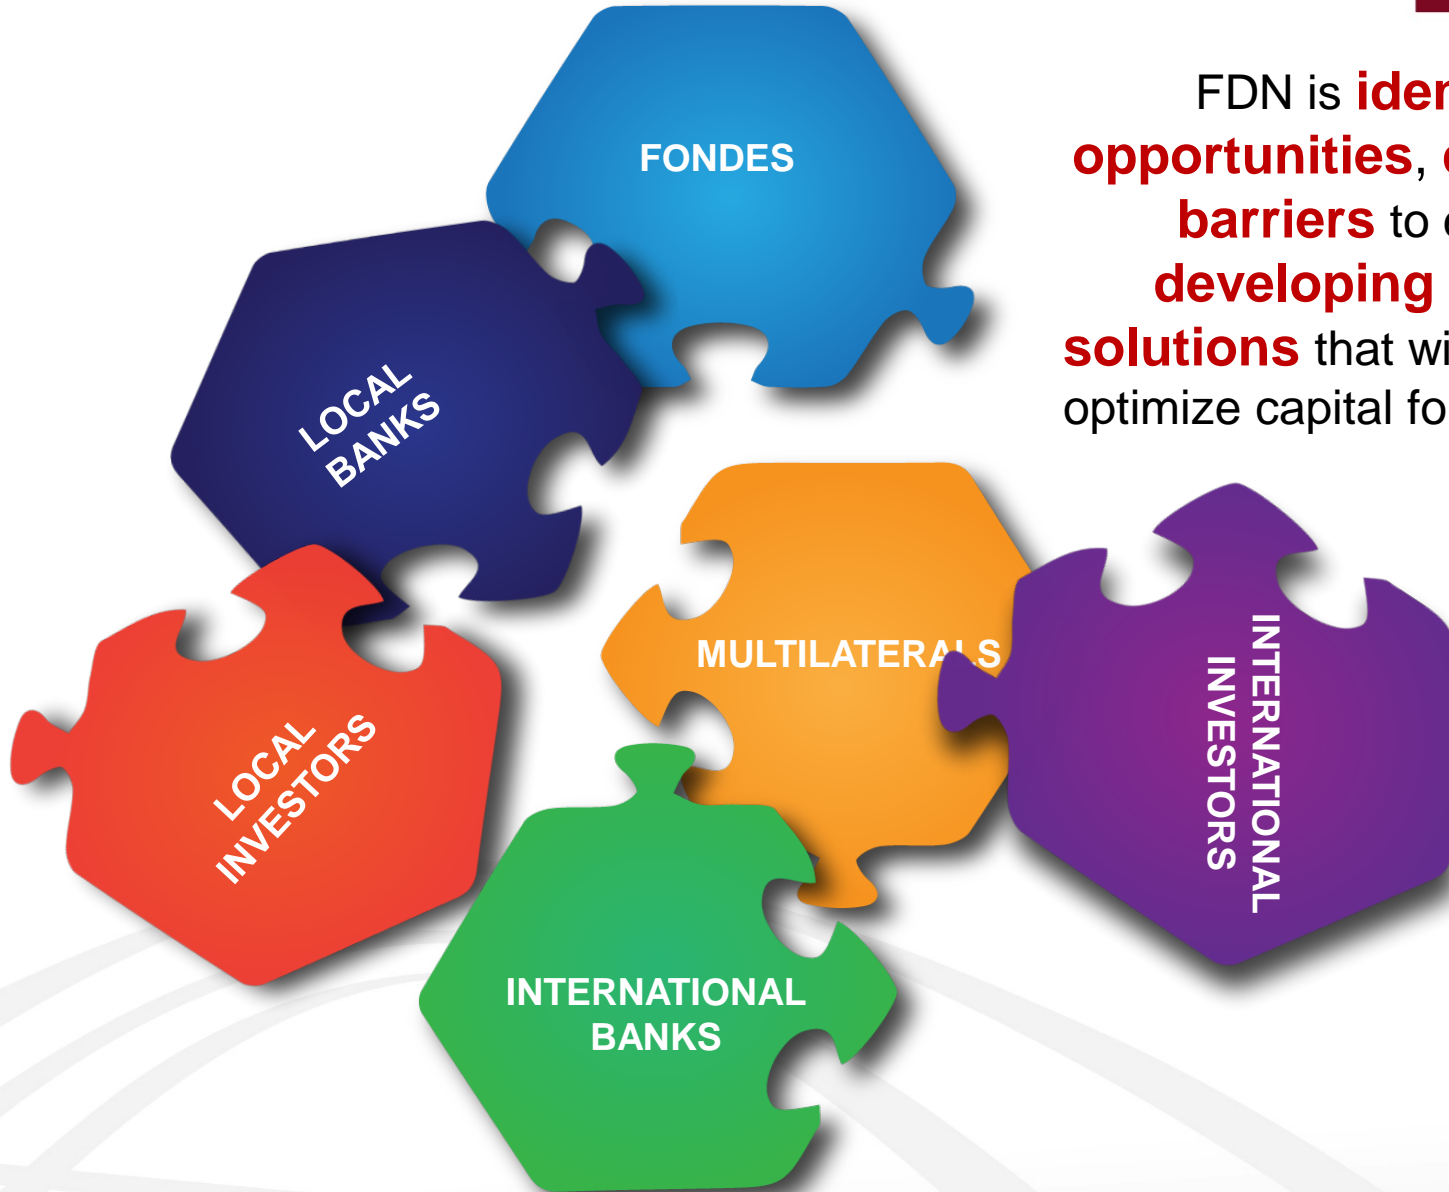 FONDES
FDN is
opportunities,
barriers to
developing
solutions that
optimize capital
LOCAL
BANKS
MULTILATERALS
INTERNATIONAL
INVESTORS
LOCAL
INVESTORS
INTERNATIONAL
BANKS